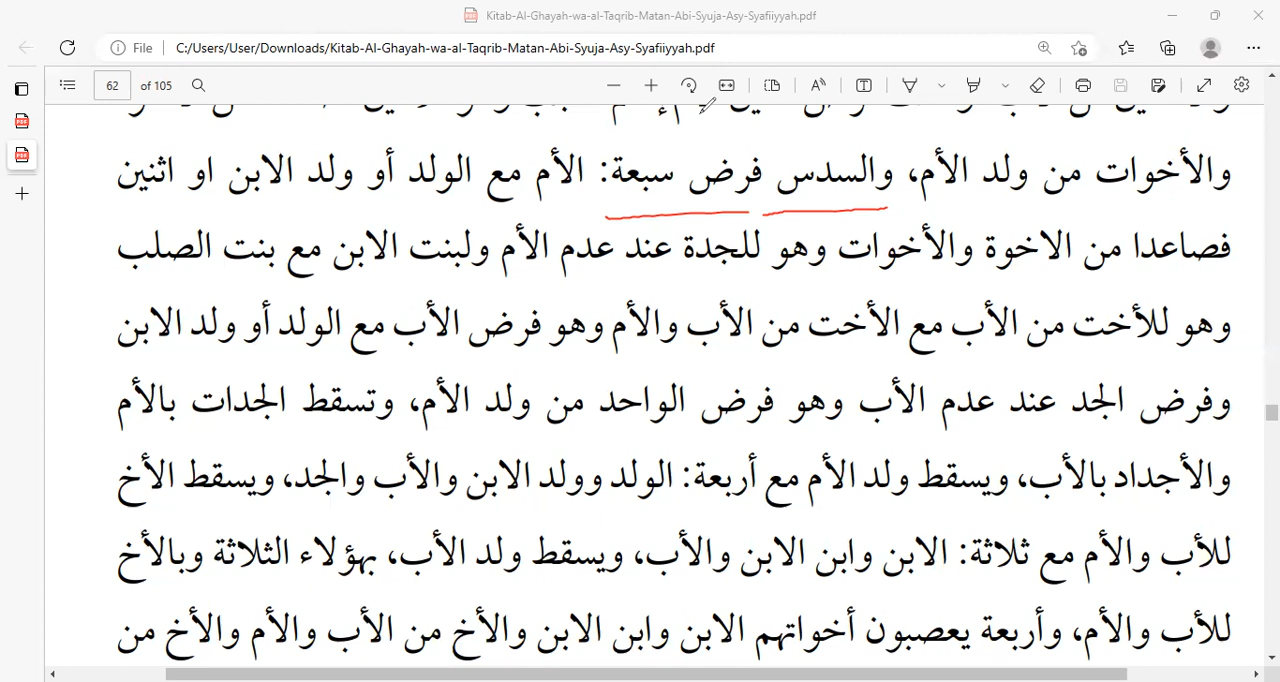 Kitab-Al-Ghayah-wa-al-Taqrib-Matan-Abi-Syuja-Asy-Syafiiyyah.pdf
File C:/Users/User/Downloads/Kitab-Al-Ghayah-wa-al-Taqrib-Matan-Abi-Syuja-Asy-Syafiiyyah.pdf
62 of 105
والأخوات من ولد الأم، والسدس فرض سبعة: الأم مع الولد أو ولد الابن او اثنين
فصاعدا من الاخوة والأخوات وهو للجدة عند عدم الأم ولبنت الابن مع بنت الصلب
وهو للأخت من الأب مع الأخت من الأب والأم وهو فرض الأب مع الولد أو ولد الابن
وفرض الجد عند عدم الأب وهو فرض الواحد من ولد الأم، وتسقط الجدات بالأم
والأجداد بالأب، ويسقط ولد الأم مع أربعة: الولد وولد الابن والأب والجد، ويسقط الأخ
للأب والأم مع ثلاثة: الابن وابن الابن والأب، ويسقط ولد الأب، بهؤلاء الثلاثة وبالأخ
للأب والأم، وأربعة يعصبون أخواتهم الابن وابن الابن والأخ من الأب والأم والأخ من